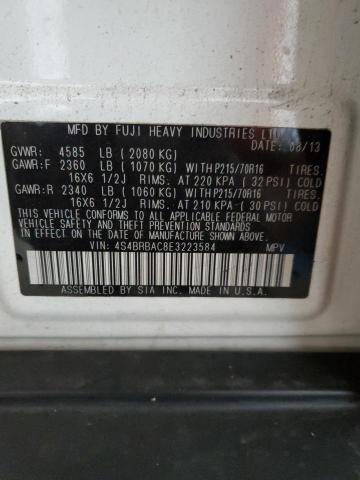 MFD BY FUJI HEAVY INDUSTRIES LTD.
DATE: 08/13
GVWR: 4585 LB ( 2080 KG)
GAWR:F 2360 LB ( 1070 KG) WITH P215/70R16 TIRES.
16X6 1/2J RIMS. AT 220 KPA ( 32 PSI) COLD
GAWR:R 2340 LB ( 1060 KG) WITH P215/70R16 TIRES.
16X6 1/2J RIMS. AT 210 KPA ( 30 PSI) COLD
THIS VEHICLE CONFORMS TO ALL APPLICABLE FEDERAL MOTOR
VEHICLE SAFETY AND THEFT PREVENTION STANDARDS IN EFFECT
ON THE DATE OF MANUFACTURE SHOWN ABOVE.
VIN: 4S4BRBAC8E3223584 MPV
ASSEMBLED BY SIA INC. MADE IN U.S.A.